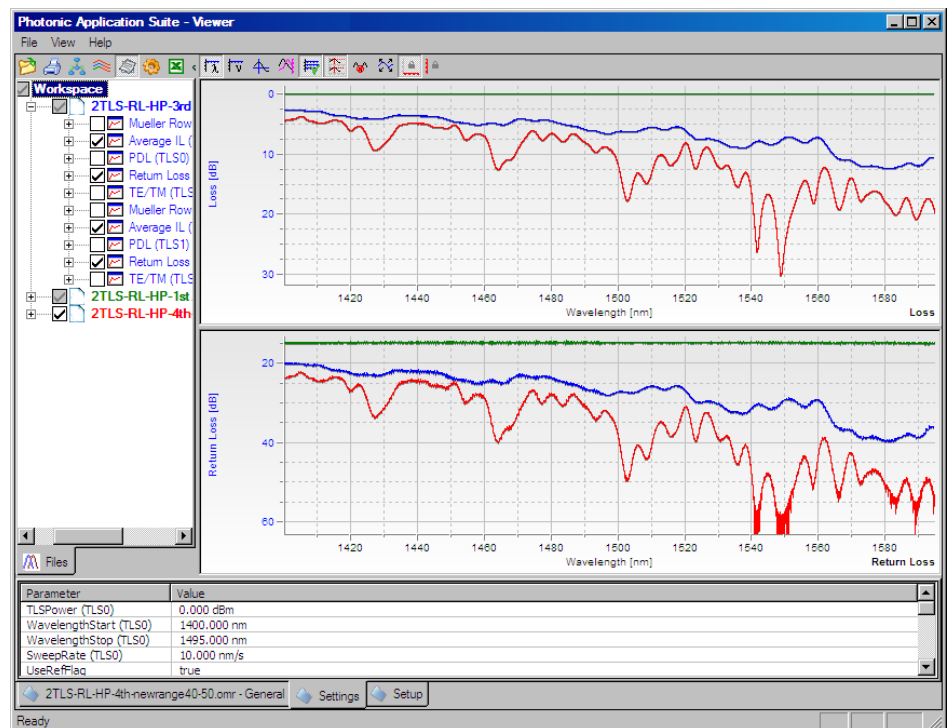 Photonic Application Suite - Viewer
File View Help
Workspace
2TLS-RL-HP-3rd
Mueller Row
Average IL (
PDL (TLS0)
Return Loss
TE/TM (TLS
Mueller Row
Average IL (
PDL (TLS1)
Return Loss
TE/TM (TLS
2TLS-RL-HP-1st.
2TLS-RL-HP-4th-
Files
Loss [dB]
0
10
20
30
1420 1440 1460 1480 1500 1520 1540 1560 1580
Wavelength [nm]
Loss
Return Loss [dB]
20
40
60
1420 1440 1460 1480 1500 1520 1540 1560 1580
Wavelength [nm]
Return Loss
Parameter Value
TLSPower (TLS0) 0.000 dBm
WavelengthStart (TLS0) 1400.000 nm
WavelengthStop (TLS0) 1495.000 nm
SweepRate (TLS0) 10.000 nm/s
UseRefFlag true
2TLS-RL-HP-4th-newrange40-50.omr - General Settings Setup
Ready